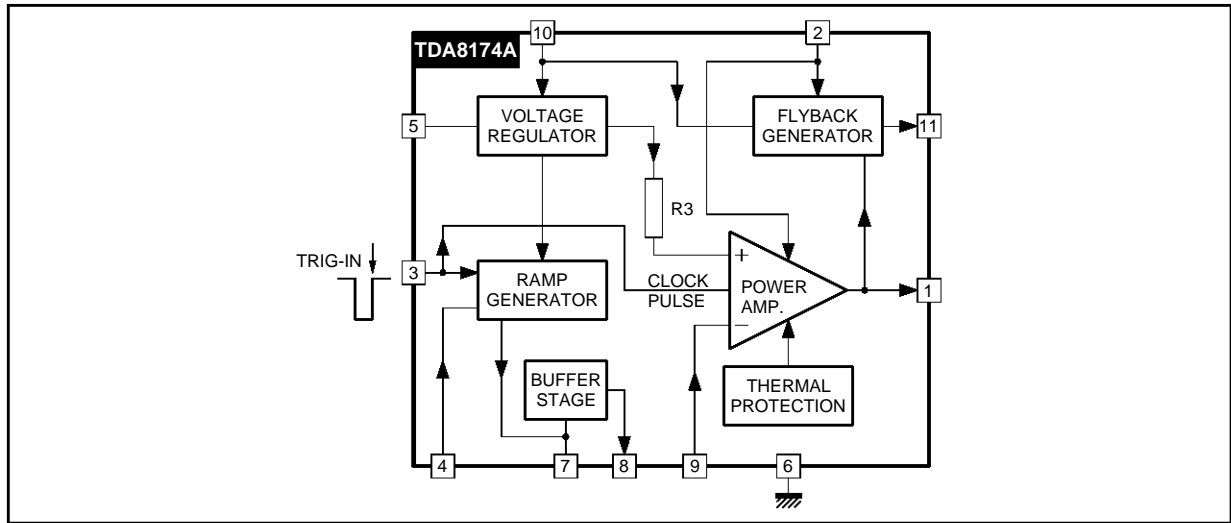 10
2
TDA8174A
5
VOLTAGE
REGULATOR
FLYBACK
GENERATOR
11
R3
TRIG-IN
3
RAMP
GENERATOR
CLOCK
PULSE
+
POWER
AMP.
−
1
BUFFER
STAGE
THERMAL
PROTECTION
4
7
8
9
6